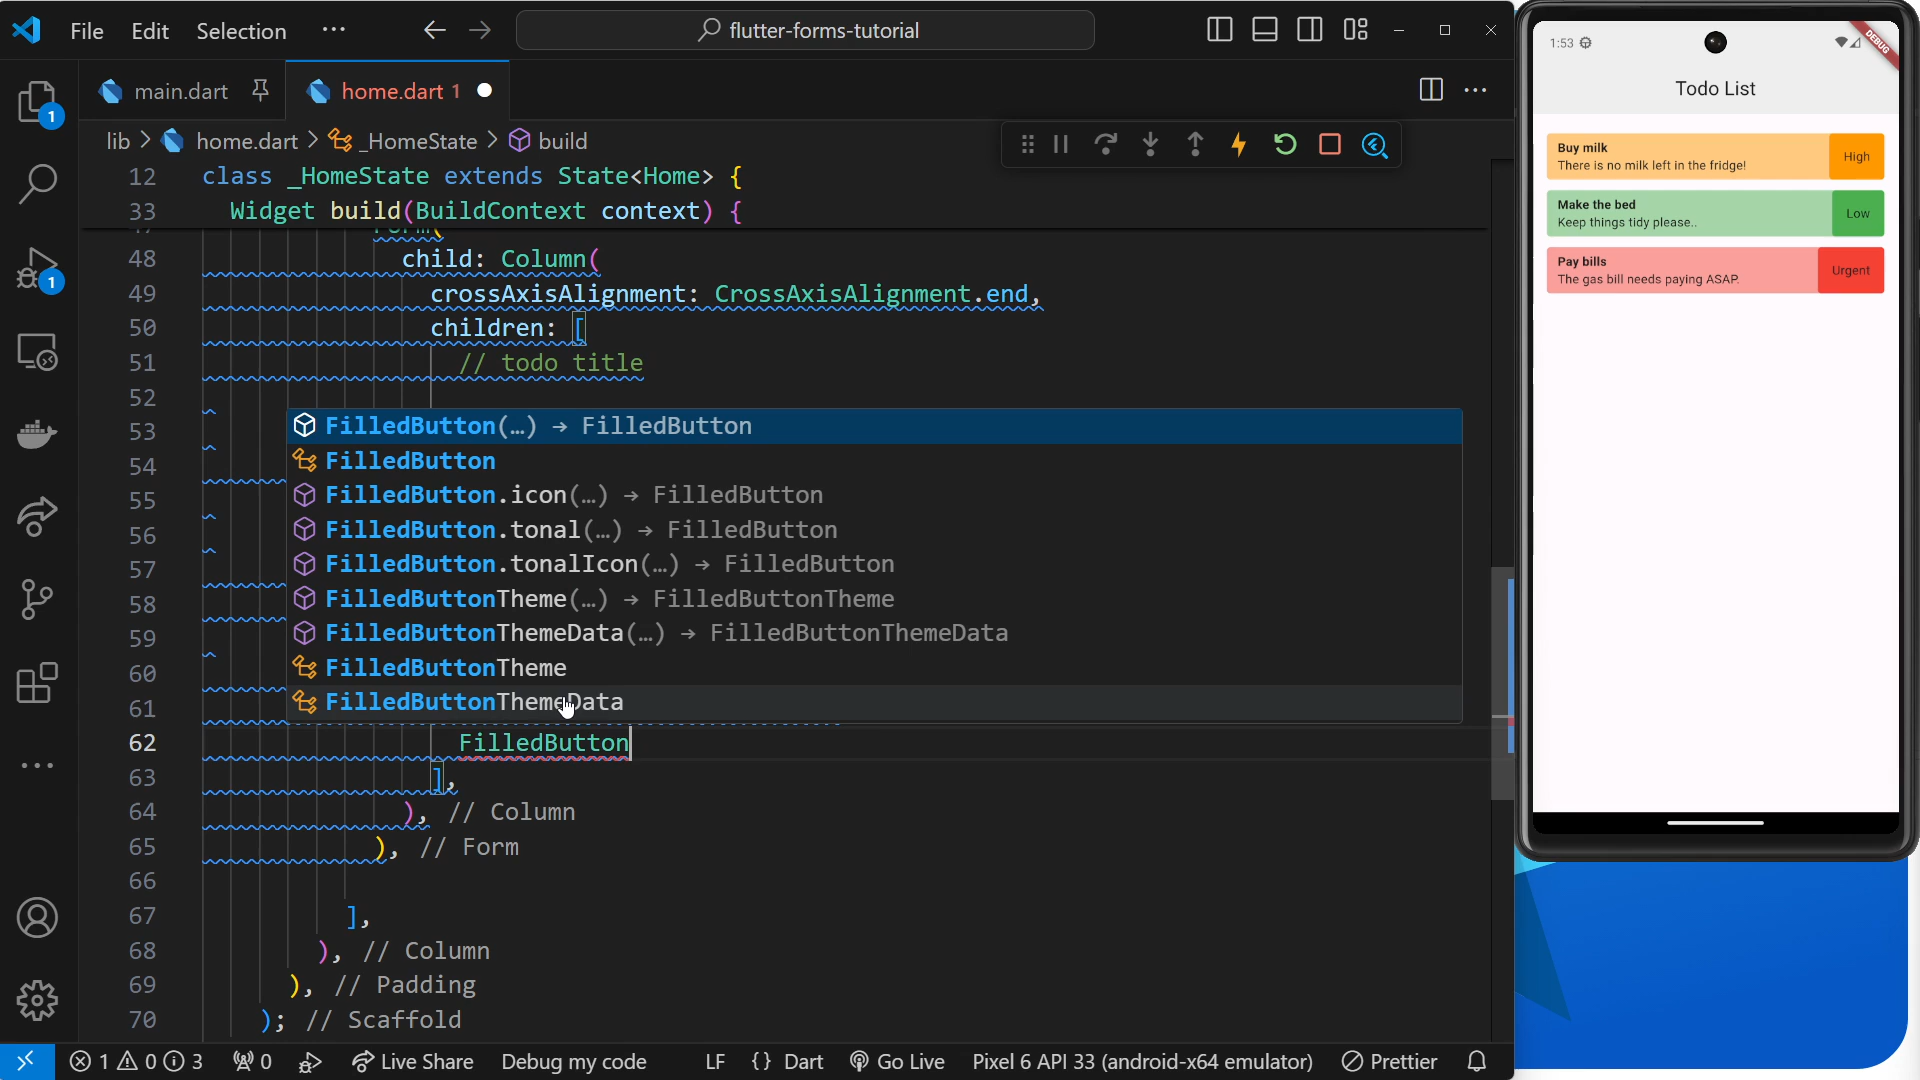 File Edit Selection ··· flutter-forms-tutorial
main.dart home.dart 1
lib > home.dart > _HomeState > build
12 class _HomeState extends State<Home> {
33 Widget build(BuildContext context) {
47 Form(
48 child: Column(
49 crossAxisAlignment: CrossAxisAlignment.end,
50 children: [
51 // todo title
52
53 FilledButton(…) → FilledButton
54 FilledButton
55 FilledButton.icon(…) → FilledButton
56 FilledButton.tonal(…) → FilledButton
57 FilledButton.tonalIcon(…) → FilledButton
58 FilledButtonTheme(…) → FilledButtonTheme
59 FilledButtonThemeData(…) → FilledButtonThemeData
60 FilledButtonTheme
61 FilledButtonThemeData
62 FilledButton
63 ],
64 ), // Column
65 ), // Form
66
67 ],
68 ), // Column
69 ), // Padding
70 ); // Scaffold
1
1
1 0 3 0 Live Share Debug my code LF {} Dart Go Live Pixel 6 API 33 (android-x64 emulator) Prettier
1:53
DEBUG
Todo List
Buy milk
There is no milk left in the fridge!
High
Make the bed
Keep things tidy please..
Low
Pay bills
The gas bill needs paying ASAP.
Urgent